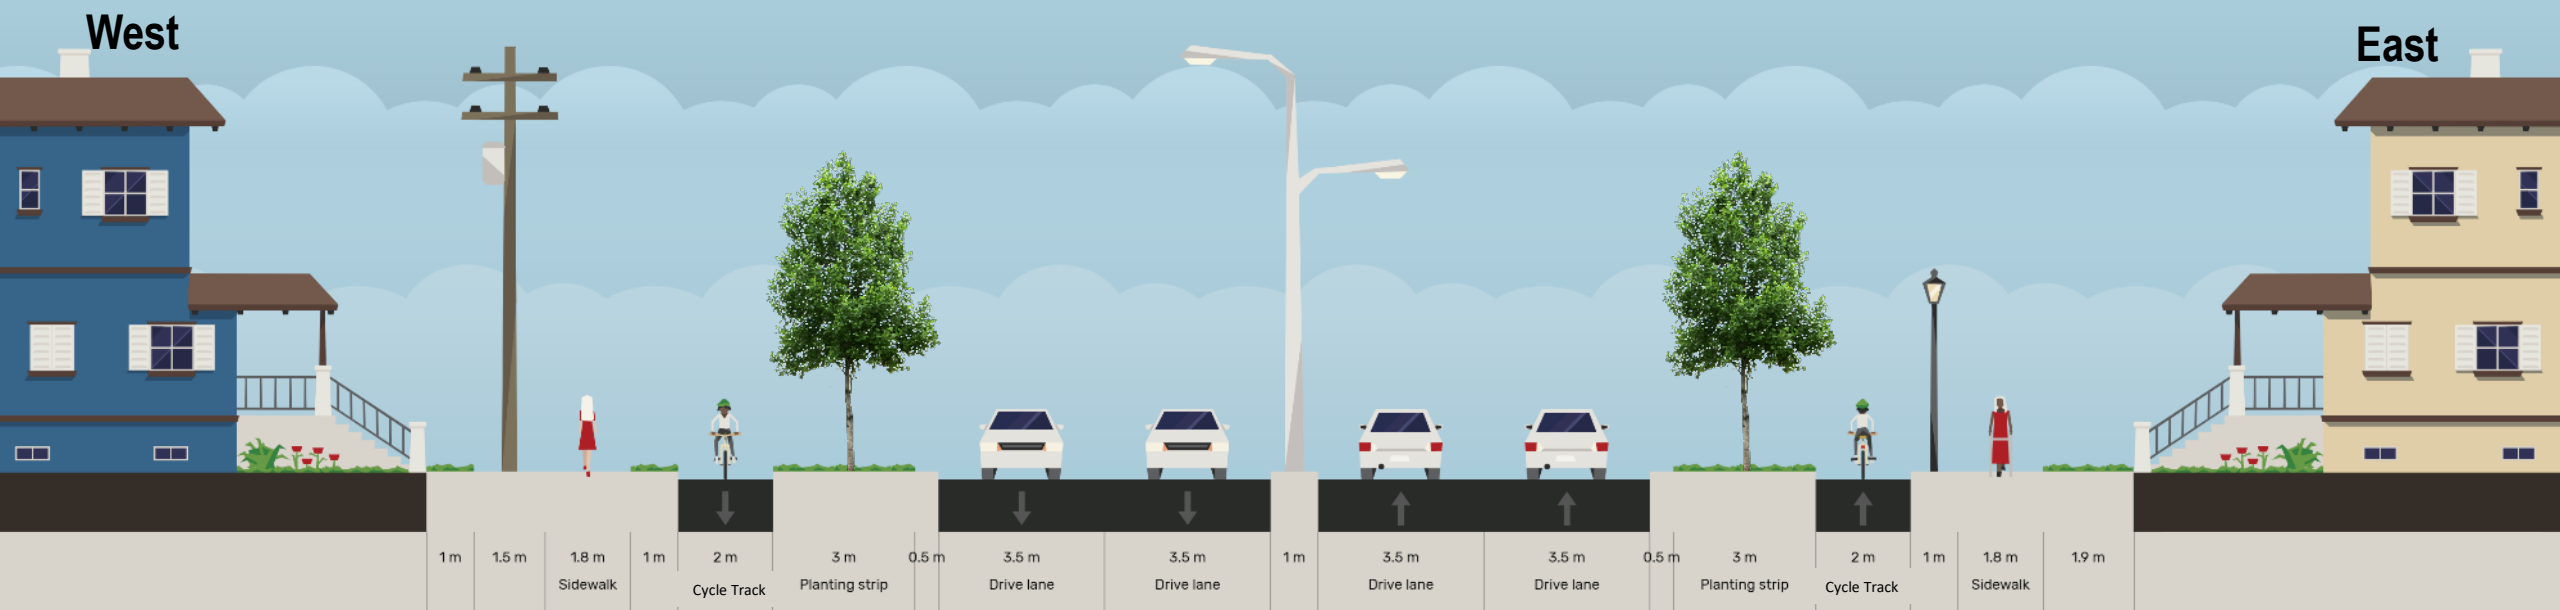 West
East
1 m
1.5 m
1.8 m
1 m
2 m
3 m
0.5 m
3.5 m
3.5 m
1 m
3.5 m
3.5 m
0.5 m
3 m
2 m
1 m
1.8 m
1.9 m
Sidewalk
Cycle Track
Planting strip
Drive lane
Drive lane
Drive lane
Drive lane
Planting strip
Cycle Track
Sidewalk